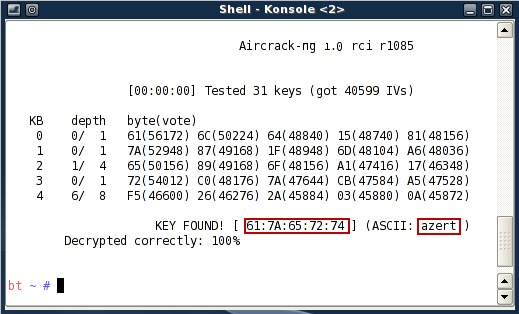 Shell - Konsole <2>
Aircrack-ng 1.0 rc1 r1085
[00:00:00] Tested 31 keys (got 40599 IVs)
KB depth byte(vote)
0 0/ 1 61(56172) 6C(50224) 64(48840) 15(48740) 81(48156)
1 0/ 1 7A(52948) 87(49168) 1F(48948) 6D(48104) A6(48036)
2 1/ 4 65(50156) 89(49168) 6F(48156) A1(47416) 17(46348)
3 0/ 1 72(54012) C0(48176) 7A(47644) CB(47584) A5(47528)
4 6/ 8 F5(46600) 26(46276) 2A(45884) 03(45880) 0A(45872)
KEY FOUND! [ 61:7A:65:72:74 ] (ASCII: azert )
Decrypted correctly: 100%
bt ~ #